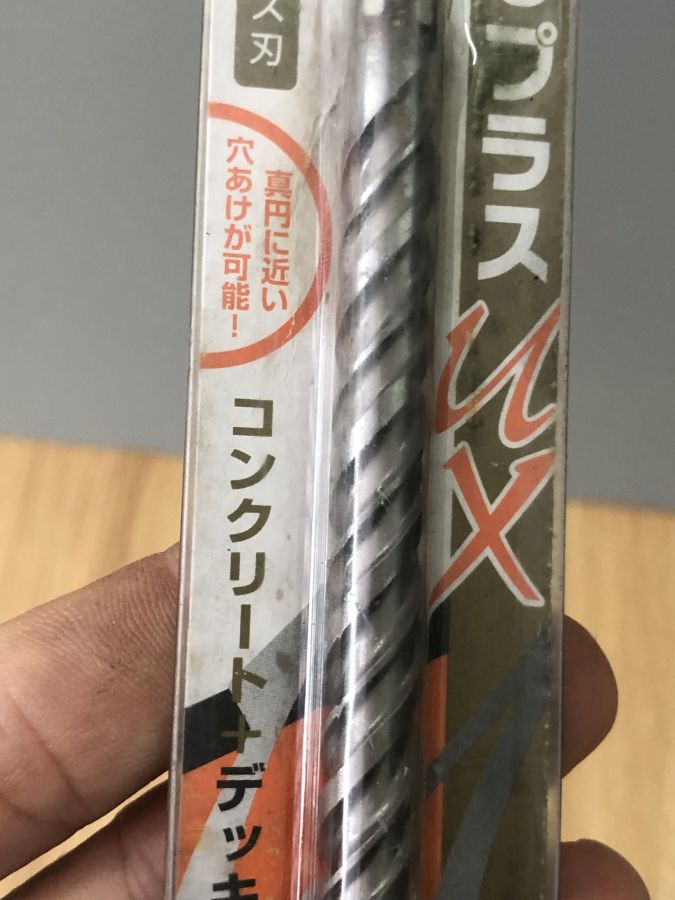 プラス
UX
ス刃
真円に近い
穴あけが可能！
コンクリート+デッキ